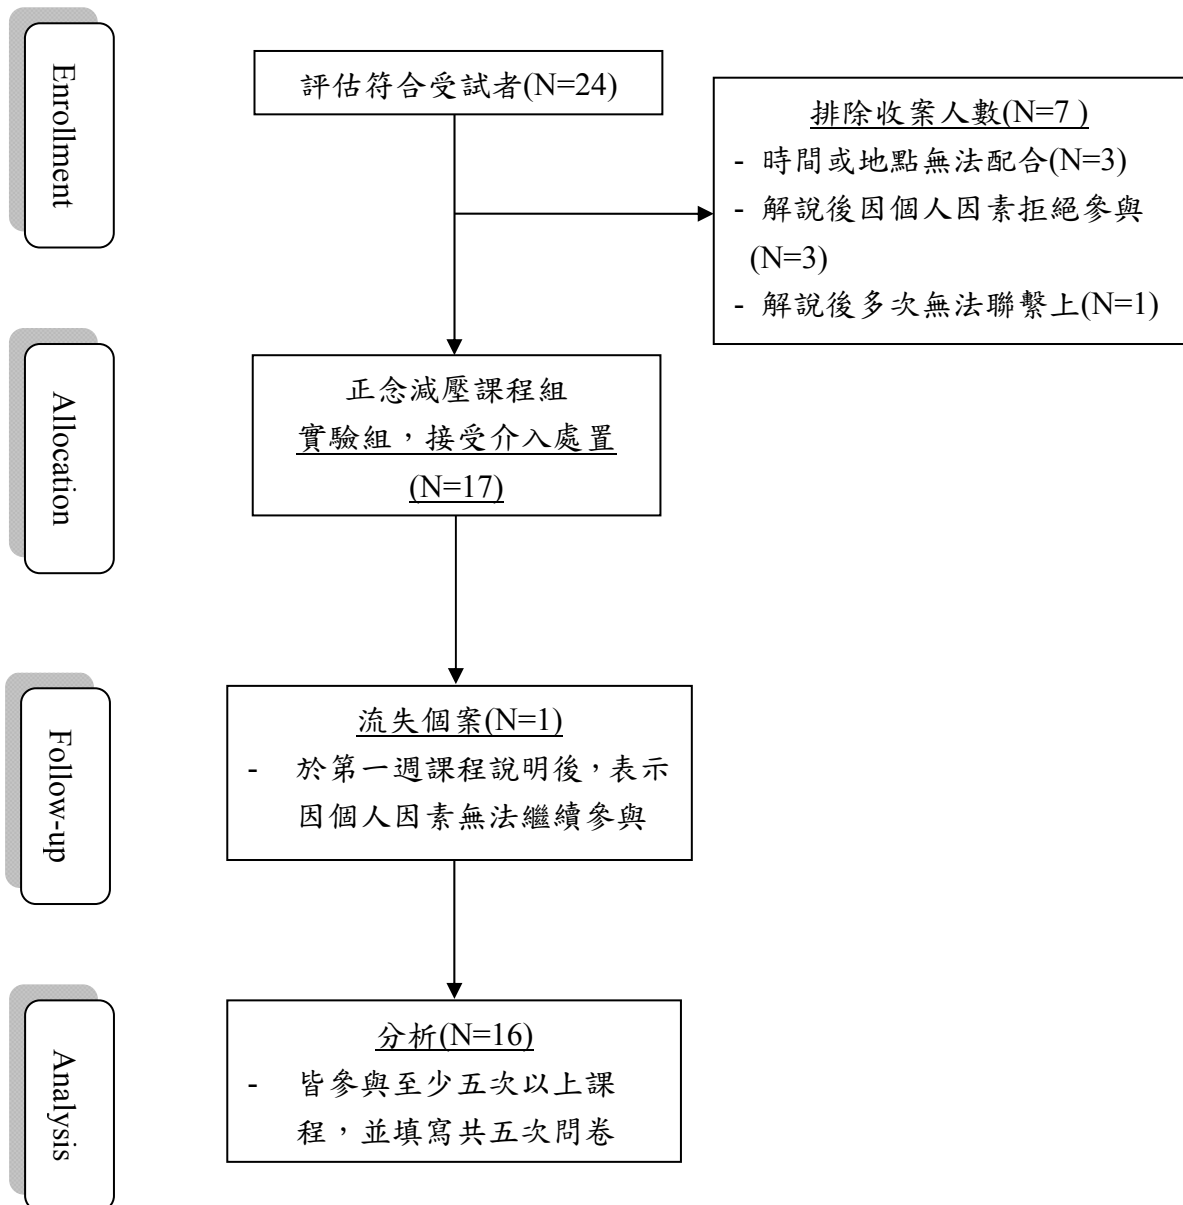 Enrollment
評估符合受試者(N=24)
排除收案人數(N=7 )
- 時間或地點無法配合(N=3)
- 解說後因個人因素拒絕參與
(N=3)
- 解說後多次無法聯繫上(N=1)
Allocation
正念減壓課程組
實驗組，接受介入處置
(N=17)
Follow-up
流失個案(N=1)
- 於第一週課程說明後，表示
因個人因素無法繼續參與
Analysis
分析(N=16)
- 皆參與至少五次以上課
程，並填寫共五次問卷